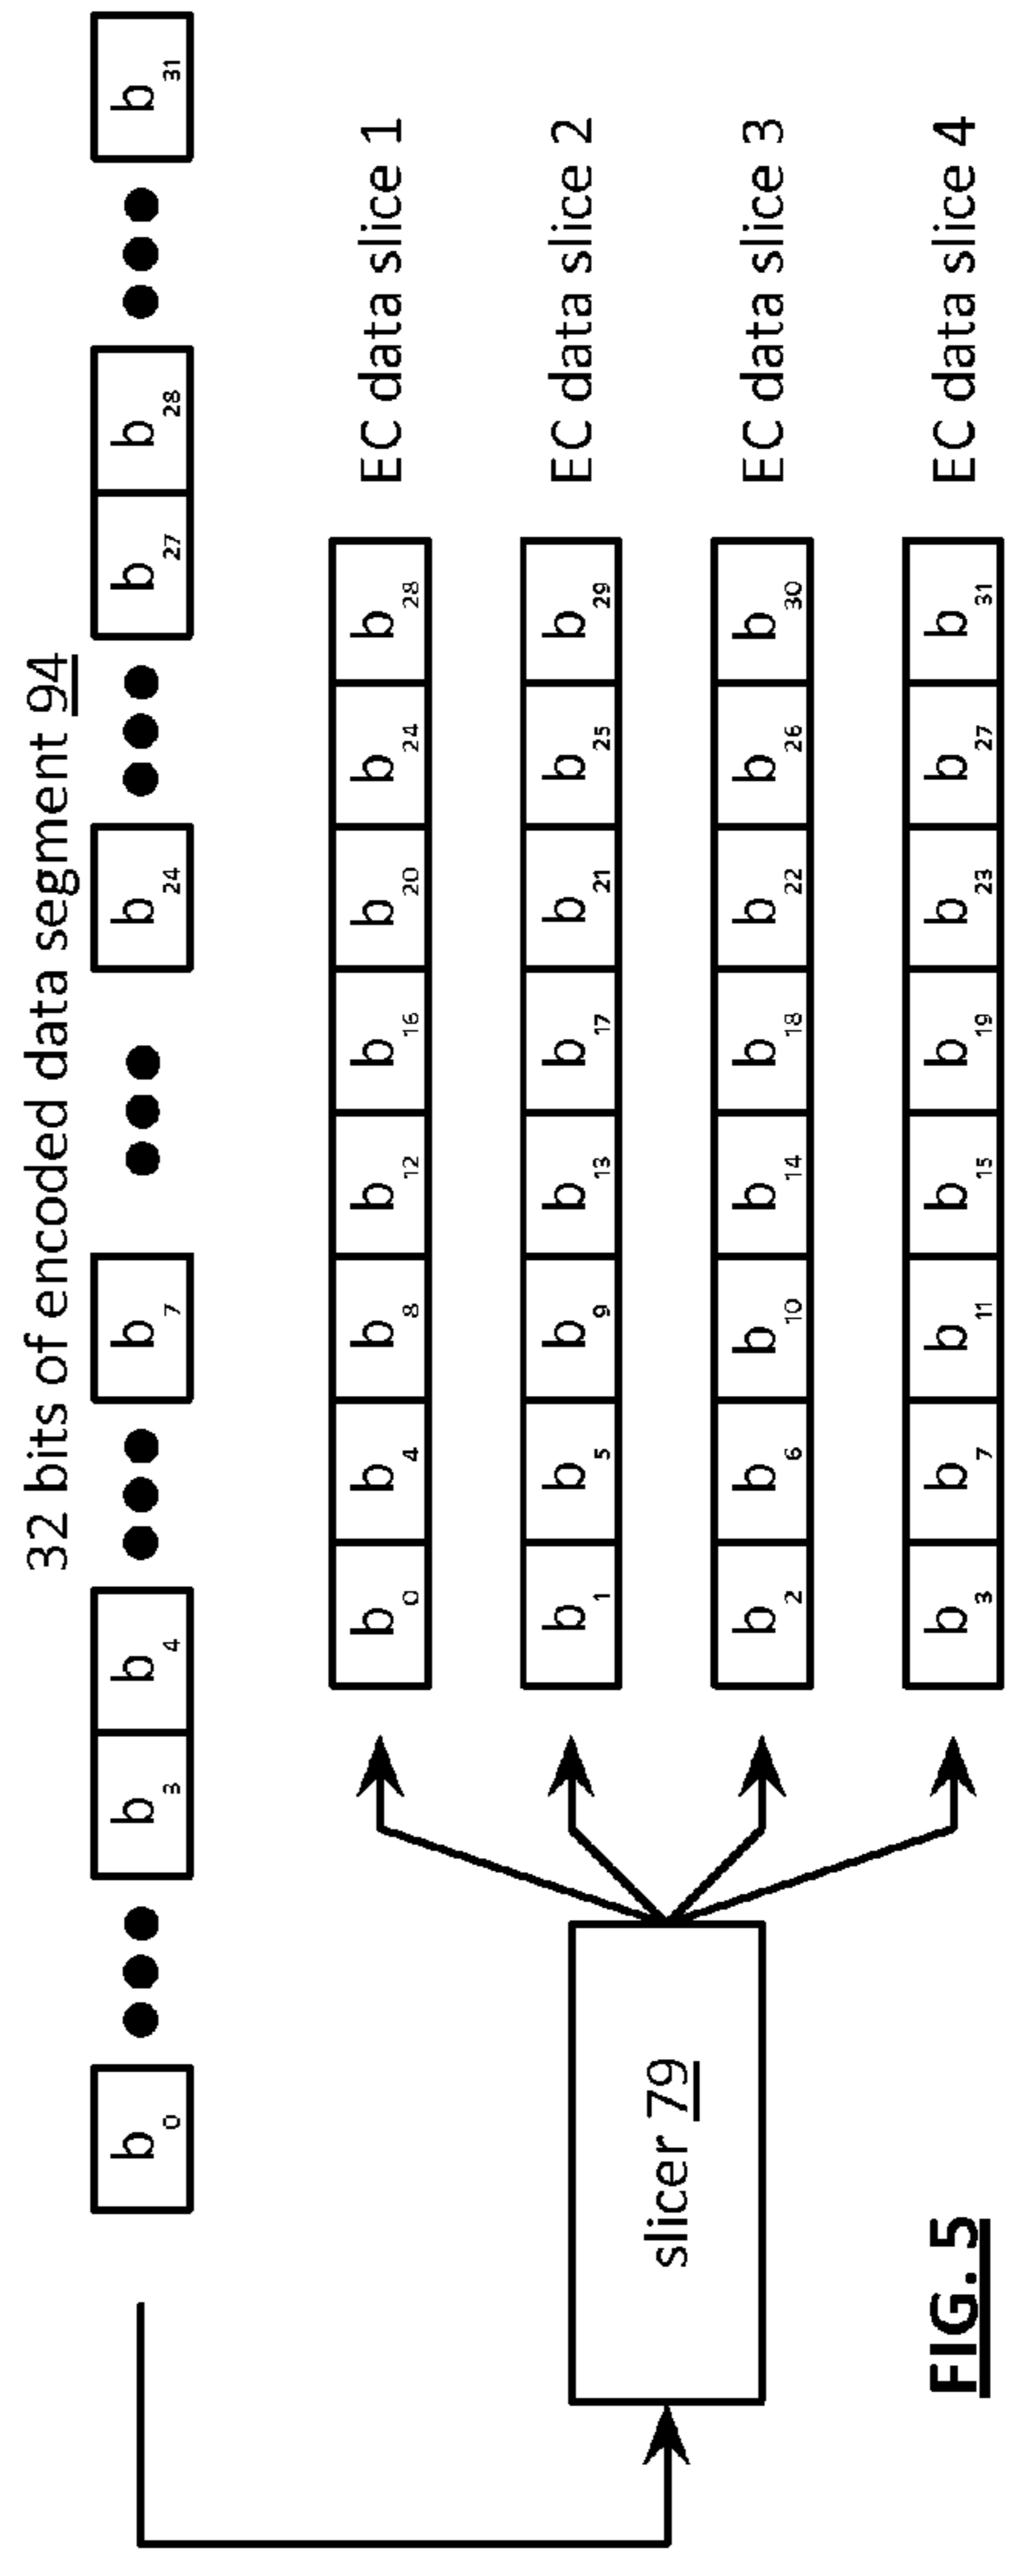 32 bits of encoded data segment 94
b0 ••• b3 b4 ••• b7 ••• b24 ••• b27 b28 ••• b31
b0 b4 b8 b12 b16 b20 b24 b28 EC data slice 1
b1 b5 b9 b13 b17 b21 b25 b29 EC data slice 2
slicer 79
b2 b6 b10 b14 b18 b22 b26 b30 EC data slice 3
b3 b7 b11 b15 b19 b23 b27 b31 EC data slice 4
FIG. 5